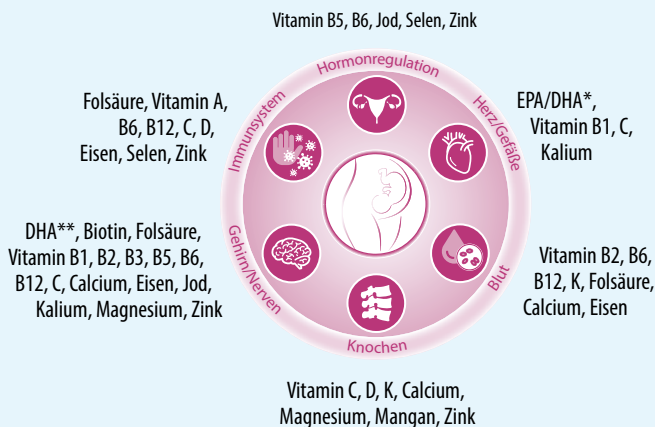 Vitamin B5, B6, Jod, Selen, Zink
Hormonregulation
Folsäure, Vitamin A,
B6, B12, C, D,
Eisen, Selen, Zink
Immunsystem
Herz/Gefäße
EPA/DHA*,
Vitamin B1, C,
Kalium
DHA**, Biotin, Folsäure,
Vitamin B1, B2, B3, B5, B6,
B12, C, Calcium, Eisen, Jod,
Kalium, Magnesium, Zink
Gehirn/Nerven
Blut
Vitamin B2, B6,
B12, K, Folsäure,
Calcium, Eisen
Knochen
Vitamin C, D, K, Calcium,
Magnesium, Mangan, Zink